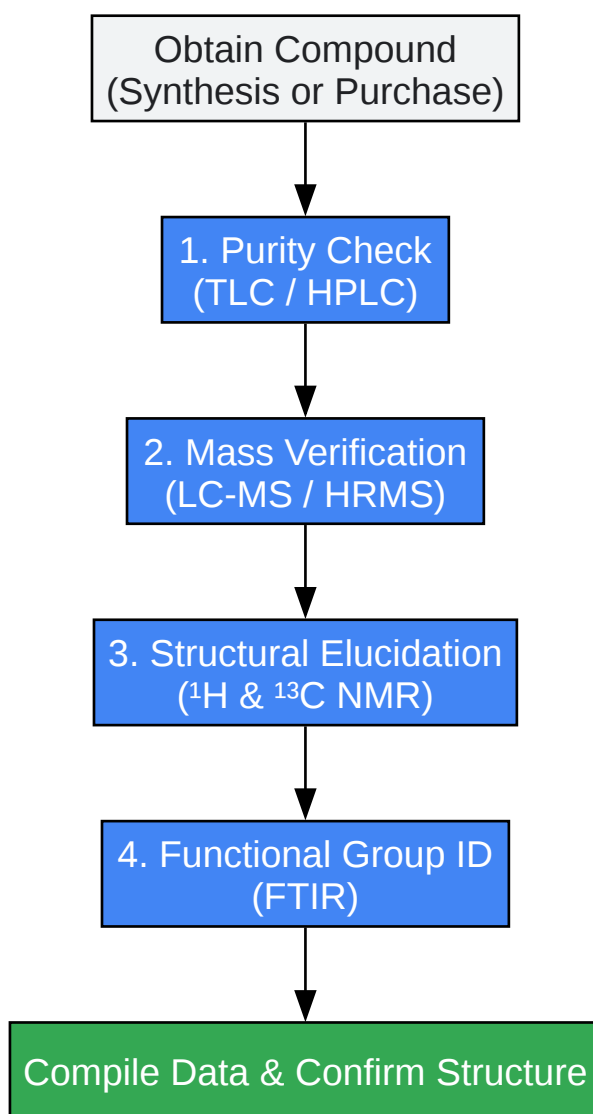 Obtain Compound
(Synthesis or Purchase)
1. Purity Check
(TLC / HPLC)
2. Mass Verification
(LC-MS / HRMS)
3. Structural Elucidation
(¹H & ¹³C NMR)
4. Functional Group ID
(FTIR)
Compile Data & Confirm Structure